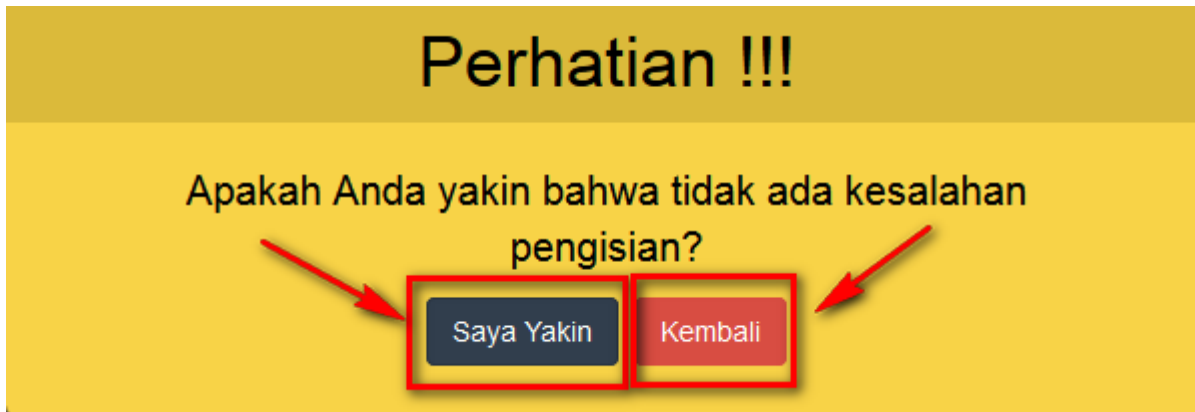 Perhatian !!!
Apakah Anda yakin bahwa tidak ada kesalahan
pengisian?
Saya Yakin Kembali